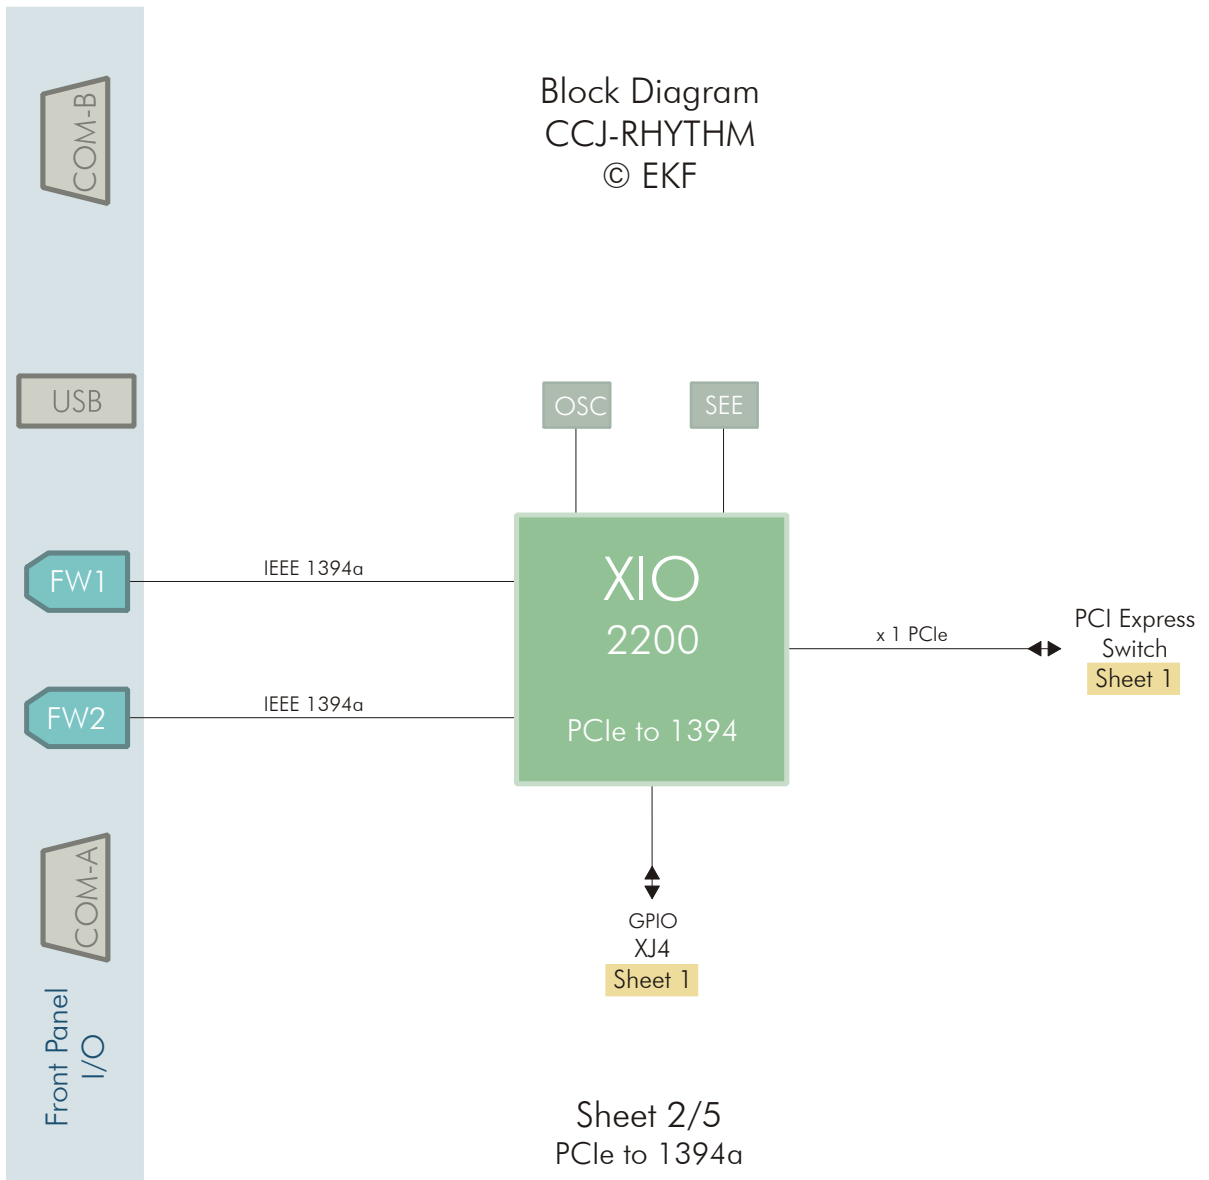 Block Diagram
CCJ-RHYTHM
© EKF
COM-B
USB
OSC
SEE
FW1
IEEE 1394a
XIO
2200
PCIe to 1394
x 1 PCIe
PCI Express
Switch
Sheet 1
FW2
IEEE 1394a
COM-A
GPIO
XJ4
Sheet 1
Front Panel
I/O
Sheet 2/5
PCIe to 1394a